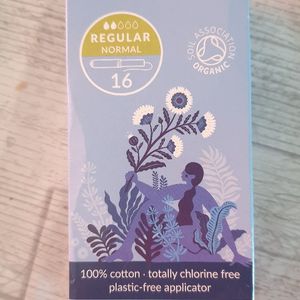 REGULAR
NORMAL
16
SOIL ASSOCIATION
ORGANIC
100% cotton · totally chlorine free
plastic-free applicator